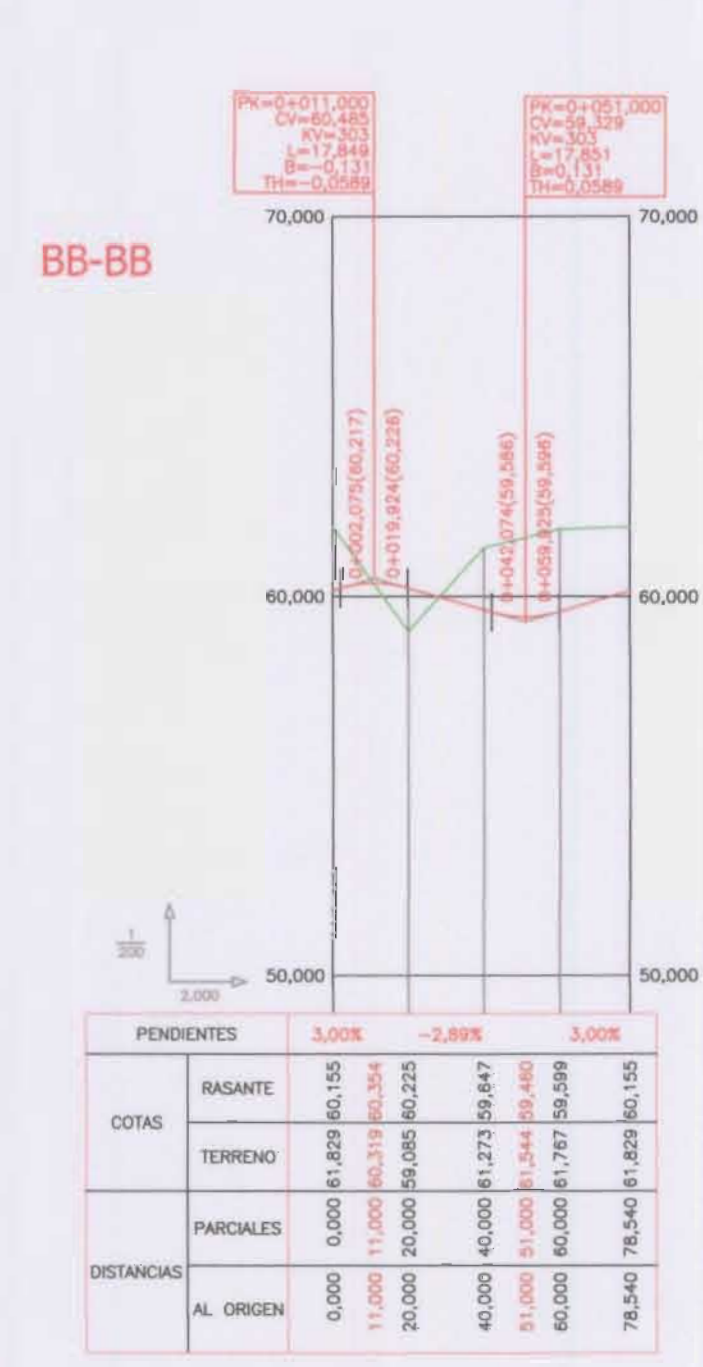 PK=0+011,000
CV=60,485
KV=303
L=17,849
B=-0,131
TH=-0,0589
PK=0+051,000
CV=59,329
KV=303
L=17,851
B=0,131
TH=0,0589
70,000
70,000
BB-BB
0+002,075(60,217)
0+019,924(60,226)
0+042,074(59,586)
0+059,925(59,596)
60,000
60,000
1
200
2,000
50,000
50,000
PENDIENTES 3,00% -2,89% 3,00%
COTAS
RASANTE 60,155 60,354 60,225 59,647 59,460 59,599 60,155
TERRENO 61,829 60,319 59,085 61,273 61,544 61,767 61,829
DISTANCIAS
PARCIALES 0,000 11,000 20,000 40,000 51,000 60,000 78,540
AL ORIGEN 0,000 11,000 20,000 40,000 51,000 60,000 78,540